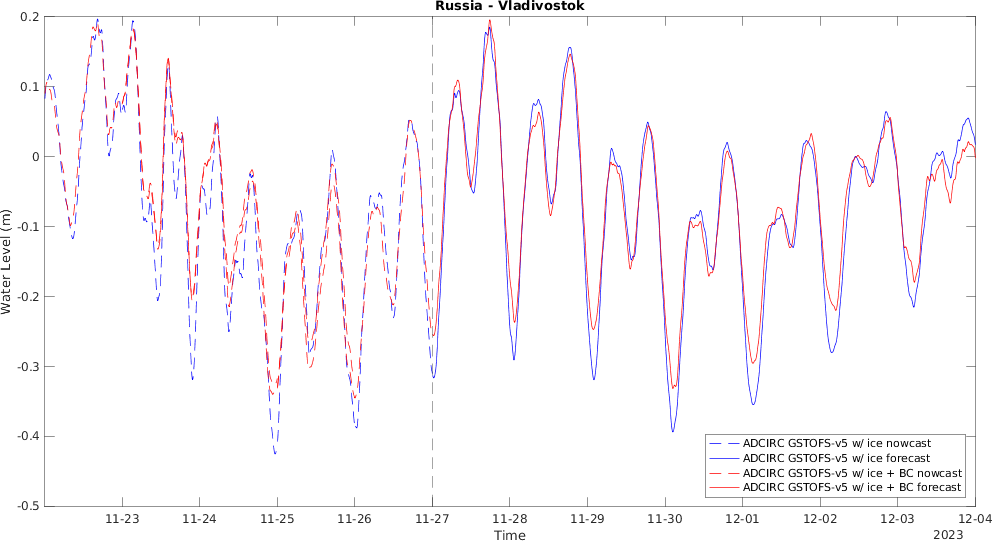 Russia - Vladivostok
0.2
0.1
0
-0.1
-0.2
-0.3
-0.4
-0.5
Water Level (m)
ADCIRC GSTOFS-v5 w/ ice nowcast
ADCIRC GSTOFS-v5 w/ ice forecast
ADCIRC GSTOFS-v5 w/ ice + BC nowcast
ADCIRC GSTOFS-v5 w/ ice + BC forecast
11-23 11-24 11-25 11-26 11-27 11-28 11-29 11-30 12-01 12-02 12-03 12-04
Time
2023